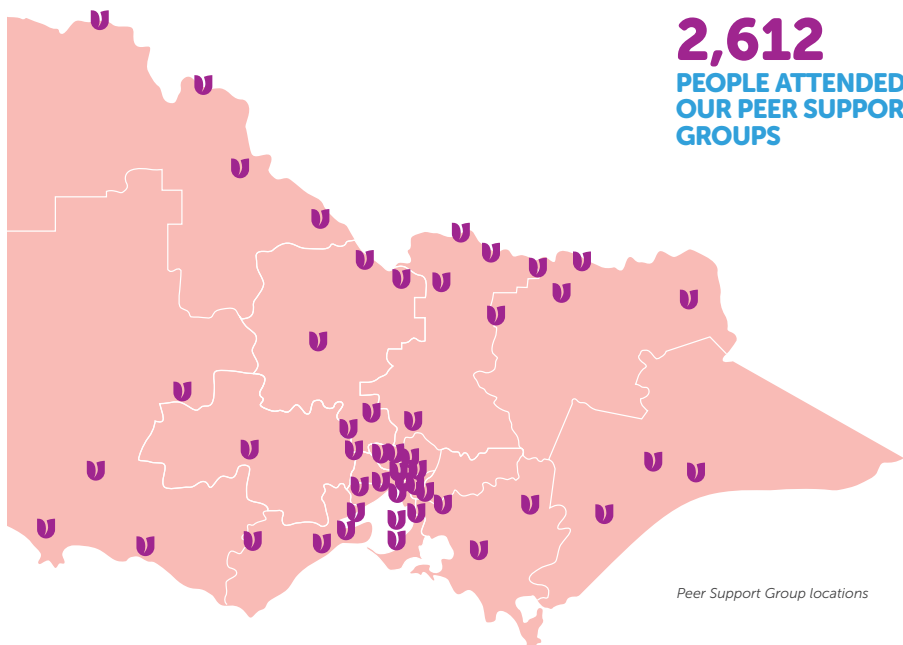 2,612
PEOPLE ATTENDED
OUR PEER SUPPOR
GROUPS
Peer Support Group locations